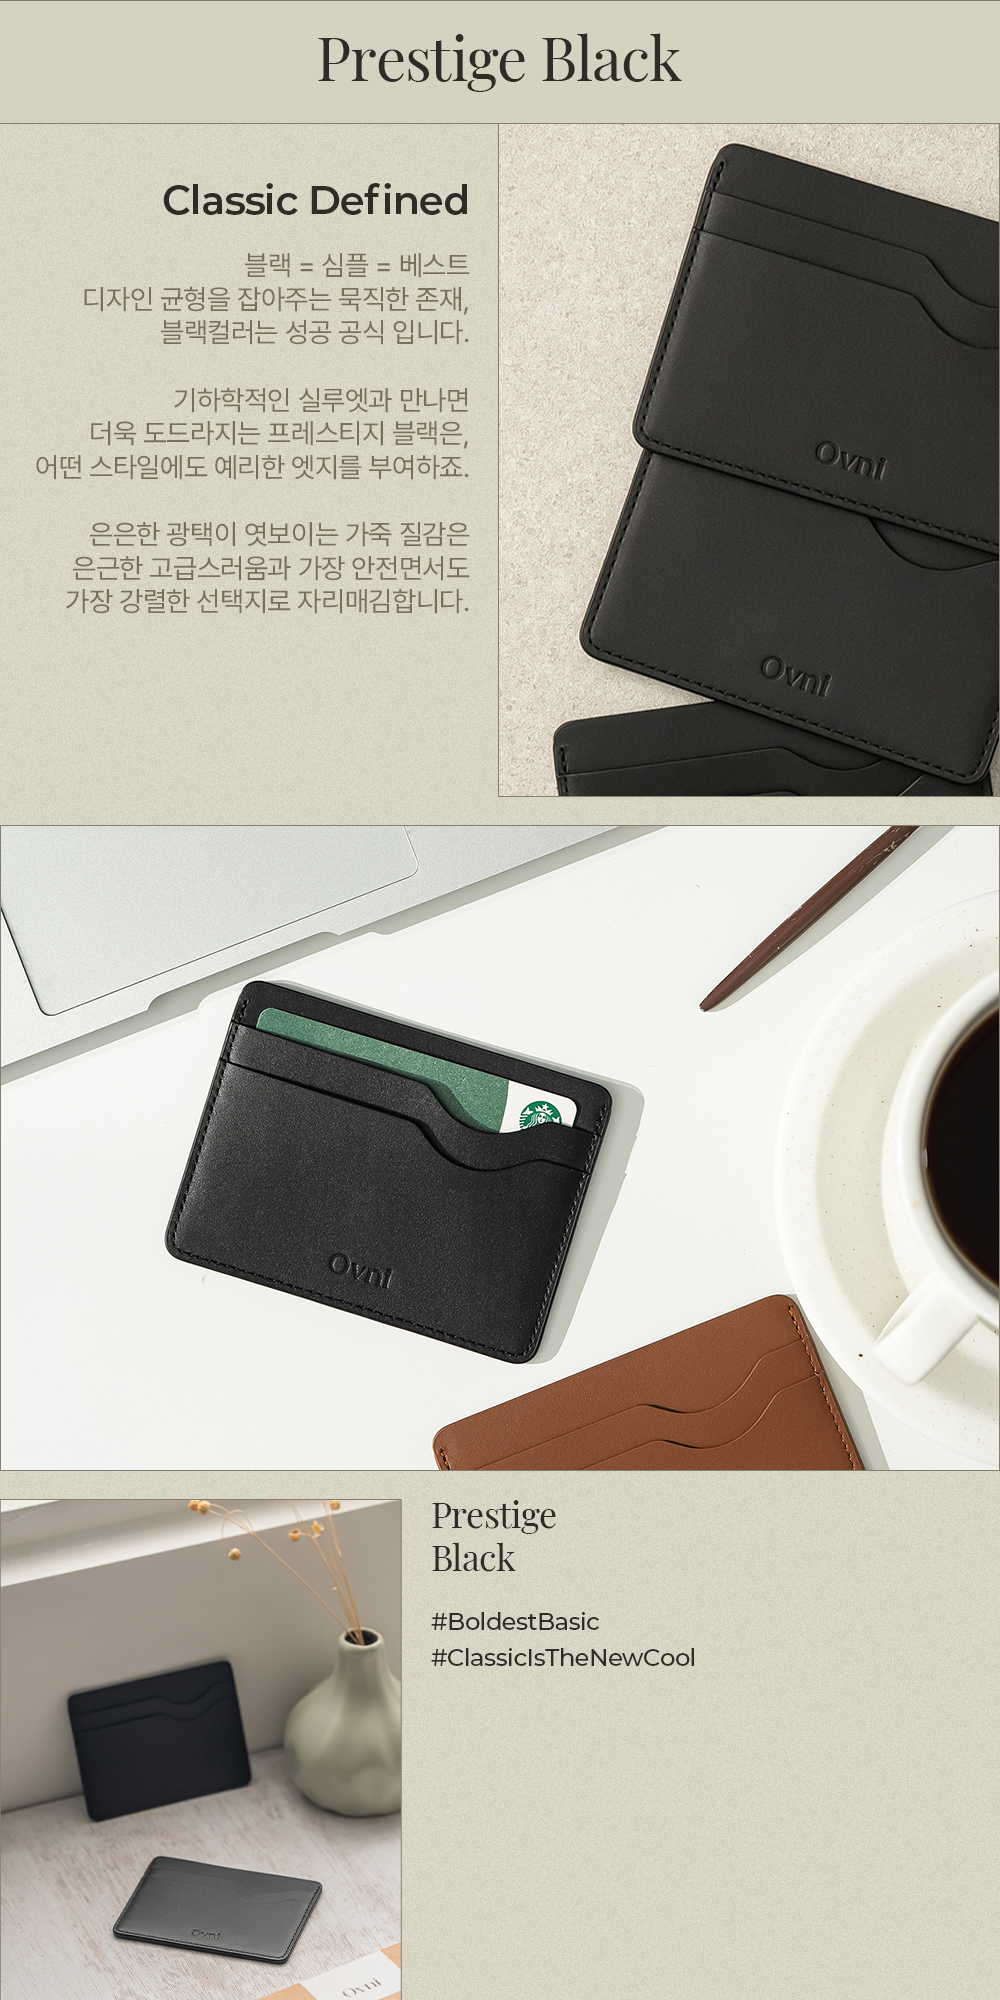 Prestige Black
Classic Defined
블랙 = 심플 = 베스트
디자인 균형을 잡아주는 묵직한 존재,
블랙컬러는 성공 공식 입니다.
기하학적인 실루엣과 만나면
더욱 도드라지는 프레스티지 블랙은,
어떤 스타일에도 예리한 엣지를 부여하죠.
은은한 광택이 엿보이는 가죽 질감은
은근한 고급스러움과 가장 안전면서도
가장 강렬한 선택지로 자리매김합니다.
Ovni
Ovni
Ovni
Prestige
Black
#BoldestBasic
#ClassicIsTheNewCool
Ovni
Ovni